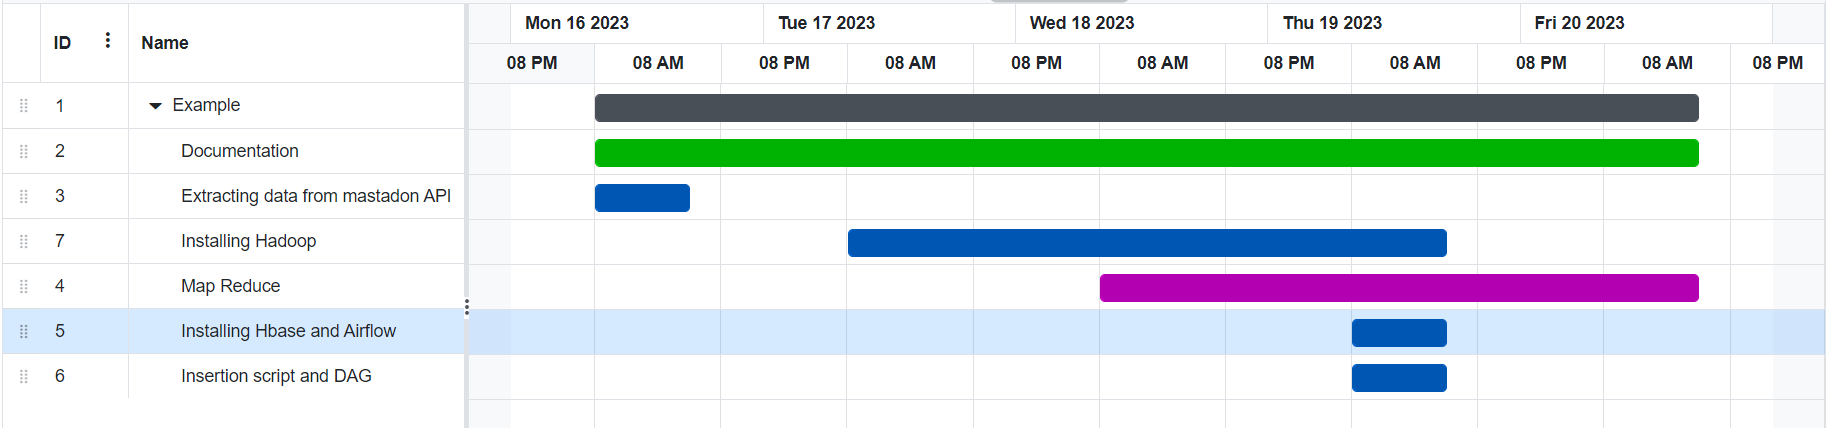 Mon 16 2023 Tue 17 2023 Wed 18 2023 Thu 19 2023 Fri 20 2023
ID Name
08 PM 08 AM 08 PM 08 AM 08 PM 08 AM 08 PM 08 AM 08 PM 08 AM 08 PM
1 Example
2 Documentation
3 Extracting data from mastadon API
7 Installing Hadoop
4 Map Reduce
5 Installing Hbase and Airflow
6 Insertion script and DAG